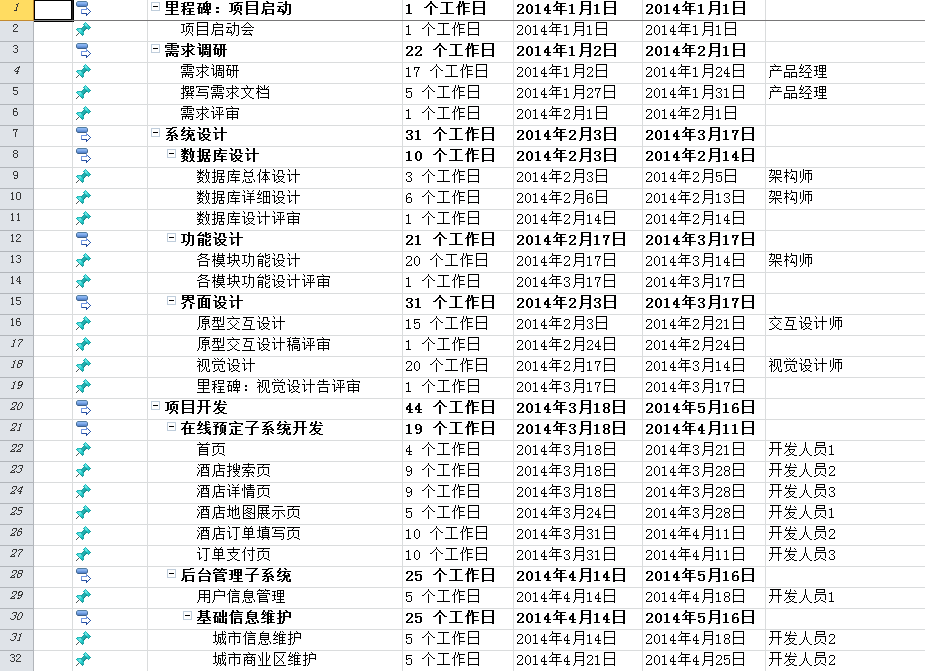 1 里程碑：项目启动 1 个工作日 2014年1月1日 2014年1月1日
2 项目启动会 1 个工作日 2014年1月1日 2014年1月1日
3 需求调研 22 个工作日 2014年1月2日 2014年2月1日
4 需求调研 17 个工作日 2014年1月2日 2014年1月24日 产品经理
5 撰写需求文档 5 个工作日 2014年1月27日 2014年1月31日 产品经理
6 需求评审 1 个工作日 2014年2月1日 2014年2月1日
7 系统设计 31 个工作日 2014年2月3日 2014年3月17日
8 数据库设计 10 个工作日 2014年2月3日 2014年2月14日
9 数据库总体设计 3 个工作日 2014年2月3日 2014年2月5日 架构师
10 数据库详细设计 6 个工作日 2014年2月6日 2014年2月13日 架构师
11 数据库设计评审 1 个工作日 2014年2月14日 2014年2月14日
12 功能设计 21 个工作日 2014年2月17日 2014年3月17日
13 各模块功能设计 20 个工作日 2014年2月17日 2014年3月14日 架构师
14 各模块功能设计评审 1 个工作日 2014年3月17日 2014年3月17日
15 界面设计 31 个工作日 2014年2月3日 2014年3月17日
16 原型交互设计 15 个工作日 2014年2月3日 2014年2月21日 交互设计师
17 原型交互设计稿评审 1 个工作日 2014年2月24日 2014年2月24日
18 视觉设计 20 个工作日 2014年2月17日 2014年3月14日 视觉设计师
19 里程碑：视觉设计告评审 1 个工作日 2014年3月17日 2014年3月17日
20 项目开发 44 个工作日 2014年3月18日 2014年5月16日
21 在线预定子系统开发 19 个工作日 2014年3月18日 2014年4月11日
22 首页 4 个工作日 2014年3月18日 2014年3月21日 开发人员1
23 酒店搜索页 9 个工作日 2014年3月18日 2014年3月28日 开发人员2
24 酒店详情页 9 个工作日 2014年3月18日 2014年3月28日 开发人员3
25 酒店地图展示页 5 个工作日 2014年3月24日 2014年3月28日 开发人员1
26 酒店订单填写页 10 个工作日 2014年3月31日 2014年4月11日 开发人员2
27 订单支付页 10 个工作日 2014年3月31日 2014年4月11日 开发人员3
28 后台管理子系统 25 个工作日 2014年4月14日 2014年5月16日
29 用户信息管理 5 个工作日 2014年4月14日 2014年4月18日 开发人员1
30 基础信息维护 25 个工作日 2014年4月14日 2014年5月16日
31 城市信息维护 5 个工作日 2014年4月14日 2014年4月18日 开发人员2
32 城市商业区维护 5 个工作日 2014年4月21日 2014年4月25日 开发人员2